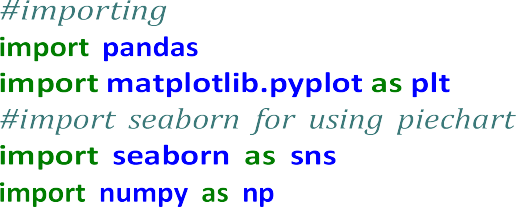 #importing
import pandas
import matplotlib.pyplot as plt
#import seaborn for using piechart
import seaborn as sns
import numpy as np